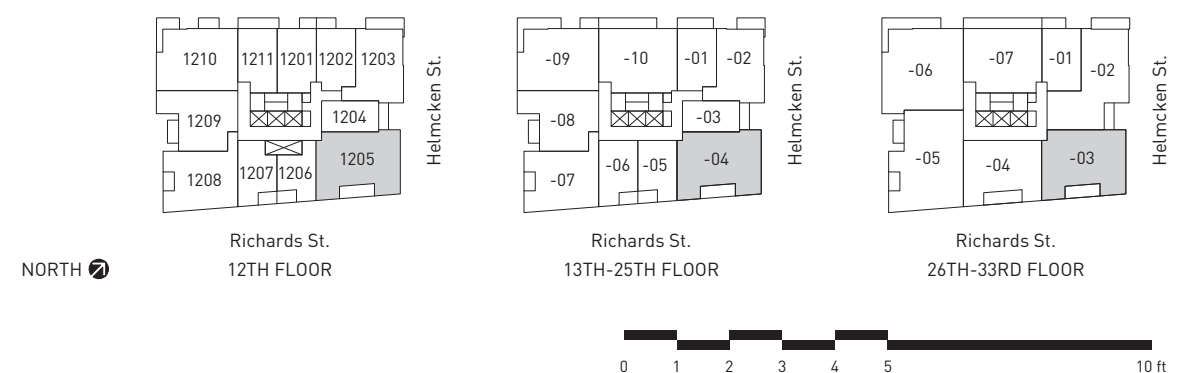 1210 1211 1201 1202 1203
1209 1204
1205
1208 1207 1206
Helmcken St.
Richards St.
12TH FLOOR
-09 -10 -01 -02
-08 -03
-04
-07 -06 -05
Helmcken St.
Richards St.
13TH-25TH FLOOR
-06 -07 -01 -02
-05 -04 -03
Helmcken St.
Richards St.
26TH-33RD FLOOR
NORTH
0 1 2 3 4 5 10 ft